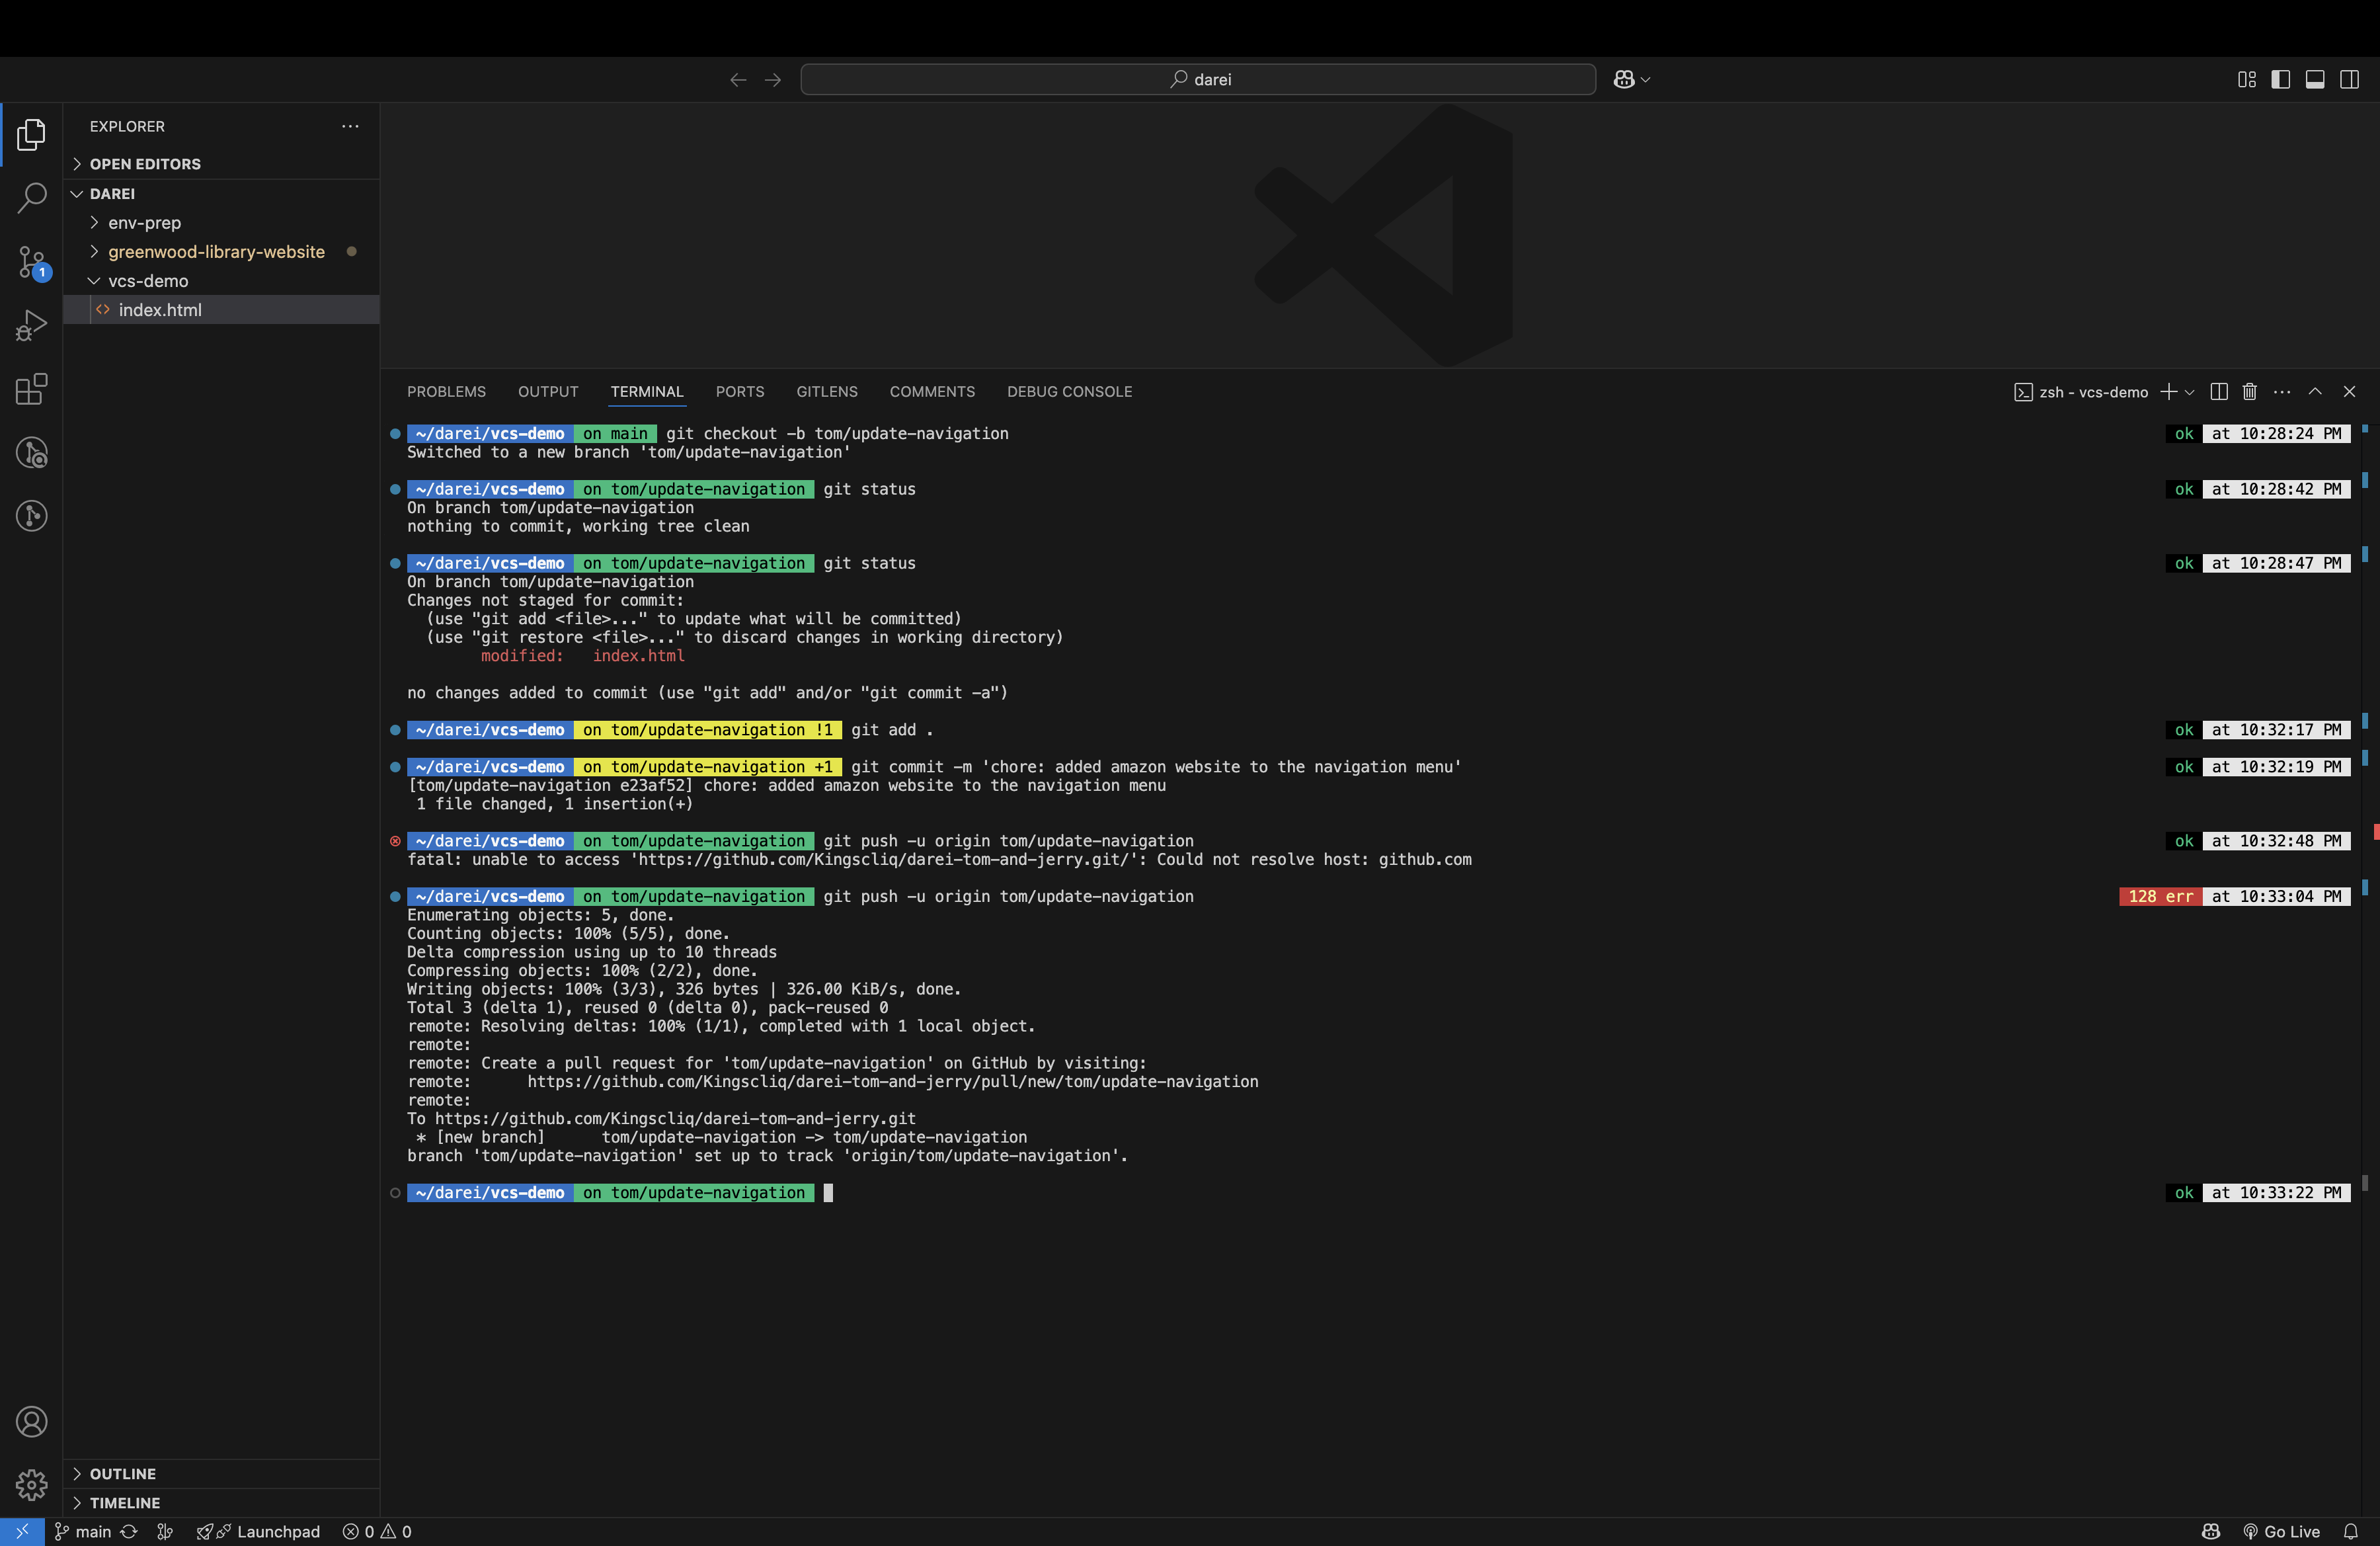 darei
EXPLORER
OPEN EDITORS
DAREI
env-prep
greenwood-library-website
vcs-demo
index.html
1
OUTLINE
TIMELINE
PROBLEMS OUTPUT TERMINAL PORTS GITLENS COMMENTS DEBUG CONSOLE zsh - vcs-demo
~/darei/vcs-demo on main git checkout -b tom/update-navigation ok at 10:28:24 PM
Switched to a new branch 'tom/update-navigation'
~/darei/vcs-demo on tom/update-navigation git status ok at 10:28:42 PM
On branch tom/update-navigation
nothing to commit, working tree clean
~/darei/vcs-demo on tom/update-navigation git status ok at 10:28:47 PM
On branch tom/update-navigation
Changes not staged for commit:
(use "git add <file>..." to update what will be committed)
(use "git restore <file>..." to discard changes in working directory)
modified: index.html
no changes added to commit (use "git add" and/or "git commit -a")
~/darei/vcs-demo on tom/update-navigation !1 git add . ok at 10:32:17 PM
~/darei/vcs-demo on tom/update-navigation +1 git commit -m 'chore: added amazon website to the navigation menu' ok at 10:32:19 PM
[tom/update-navigation e23af52] chore: added amazon website to the navigation menu
1 file changed, 1 insertion(+)
~/darei/vcs-demo on tom/update-navigation git push -u origin tom/update-navigation ok at 10:32:48 PM
fatal: unable to access 'https://github.com/Kingscliq/darei-tom-and-jerry.git/': Could not resolve host: github.com
~/darei/vcs-demo on tom/update-navigation git push -u origin tom/update-navigation 128 err at 10:33:04 PM
Enumerating objects: 5, done.
Counting objects: 100% (5/5), done.
Delta compression using up to 10 threads
Compressing objects: 100% (2/2), done.
Writing objects: 100% (3/3), 326 bytes | 326.00 KiB/s, done.
Total 3 (delta 1), reused 0 (delta 0), pack-reused 0
remote: Resolving deltas: 100% (1/1), completed with 1 local object.
remote:
remote: Create a pull request for 'tom/update-navigation' on GitHub by visiting:
remote: https://github.com/Kingscliq/darei-tom-and-jerry/pull/new/tom/update-navigation
remote:
To https://github.com/Kingscliq/darei-tom-and-jerry.git
* [new branch] tom/update-navigation -> tom/update-navigation
branch 'tom/update-navigation' set up to track 'origin/tom/update-navigation'.
~/darei/vcs-demo on tom/update-navigation ok at 10:33:22 PM
main Launchpad 0 0 Go Live